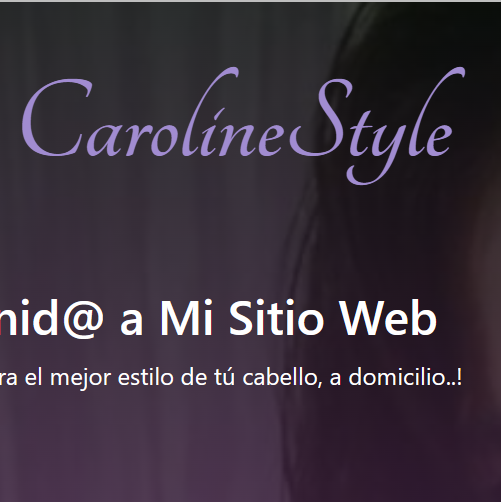 CarolineStyle
nid@ a Mi Sitio Web
ra el mejor estilo de tú cabello, a domicilio..!